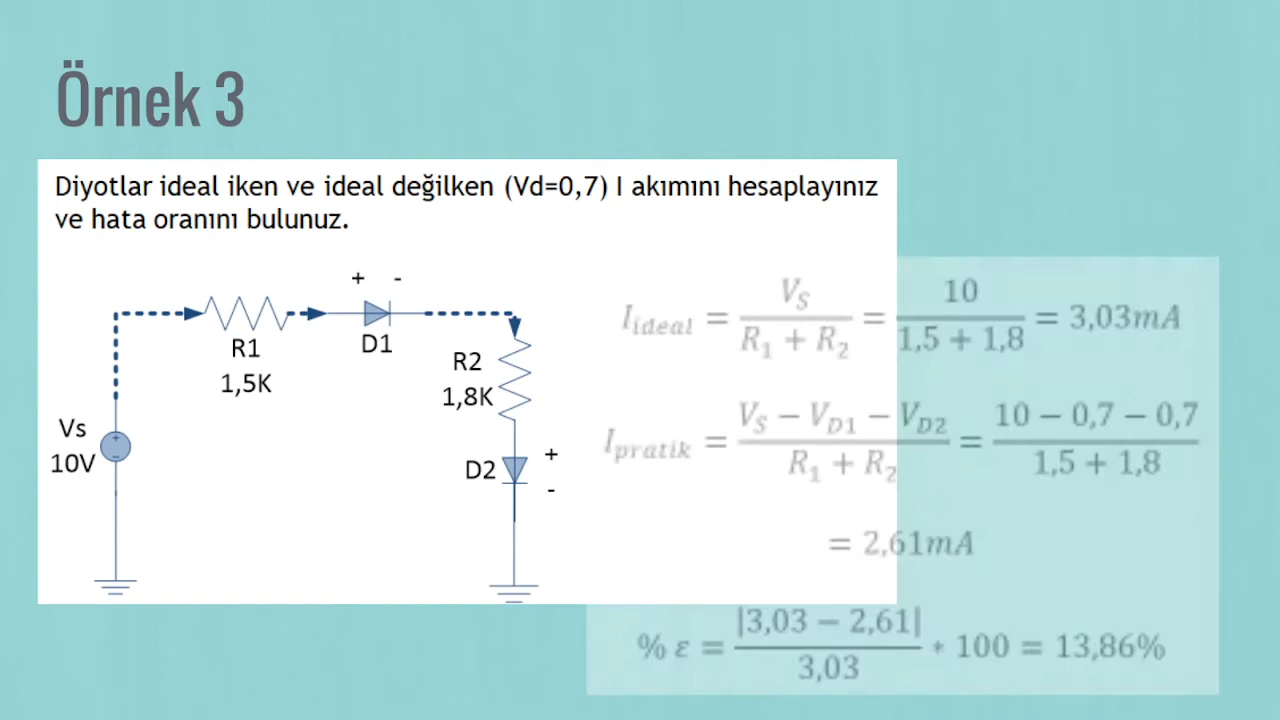 Örnek 3
Diyotlar ideal iken ve ideal değilken (Vd=0,7) I akımını hesaplayınız
ve hata oranını bulunuz.
+ -
R1
1,5K
D1
R2
1,8K
Vs
10V
+
-
D2
+
-
I_ideal = V_S / (R_1 + R_2) = 10 / (1,5 + 1,8) = 3,03mA
I_pratik = (V_S − V_D1 − V_D2) / (R_1 + R_2) = (10 − 0,7 − 0,7) / (1,5 + 1,8)
= 2,61mA
% ε = |3,03 − 2,61| / 3,03 * 100 = 13,86%